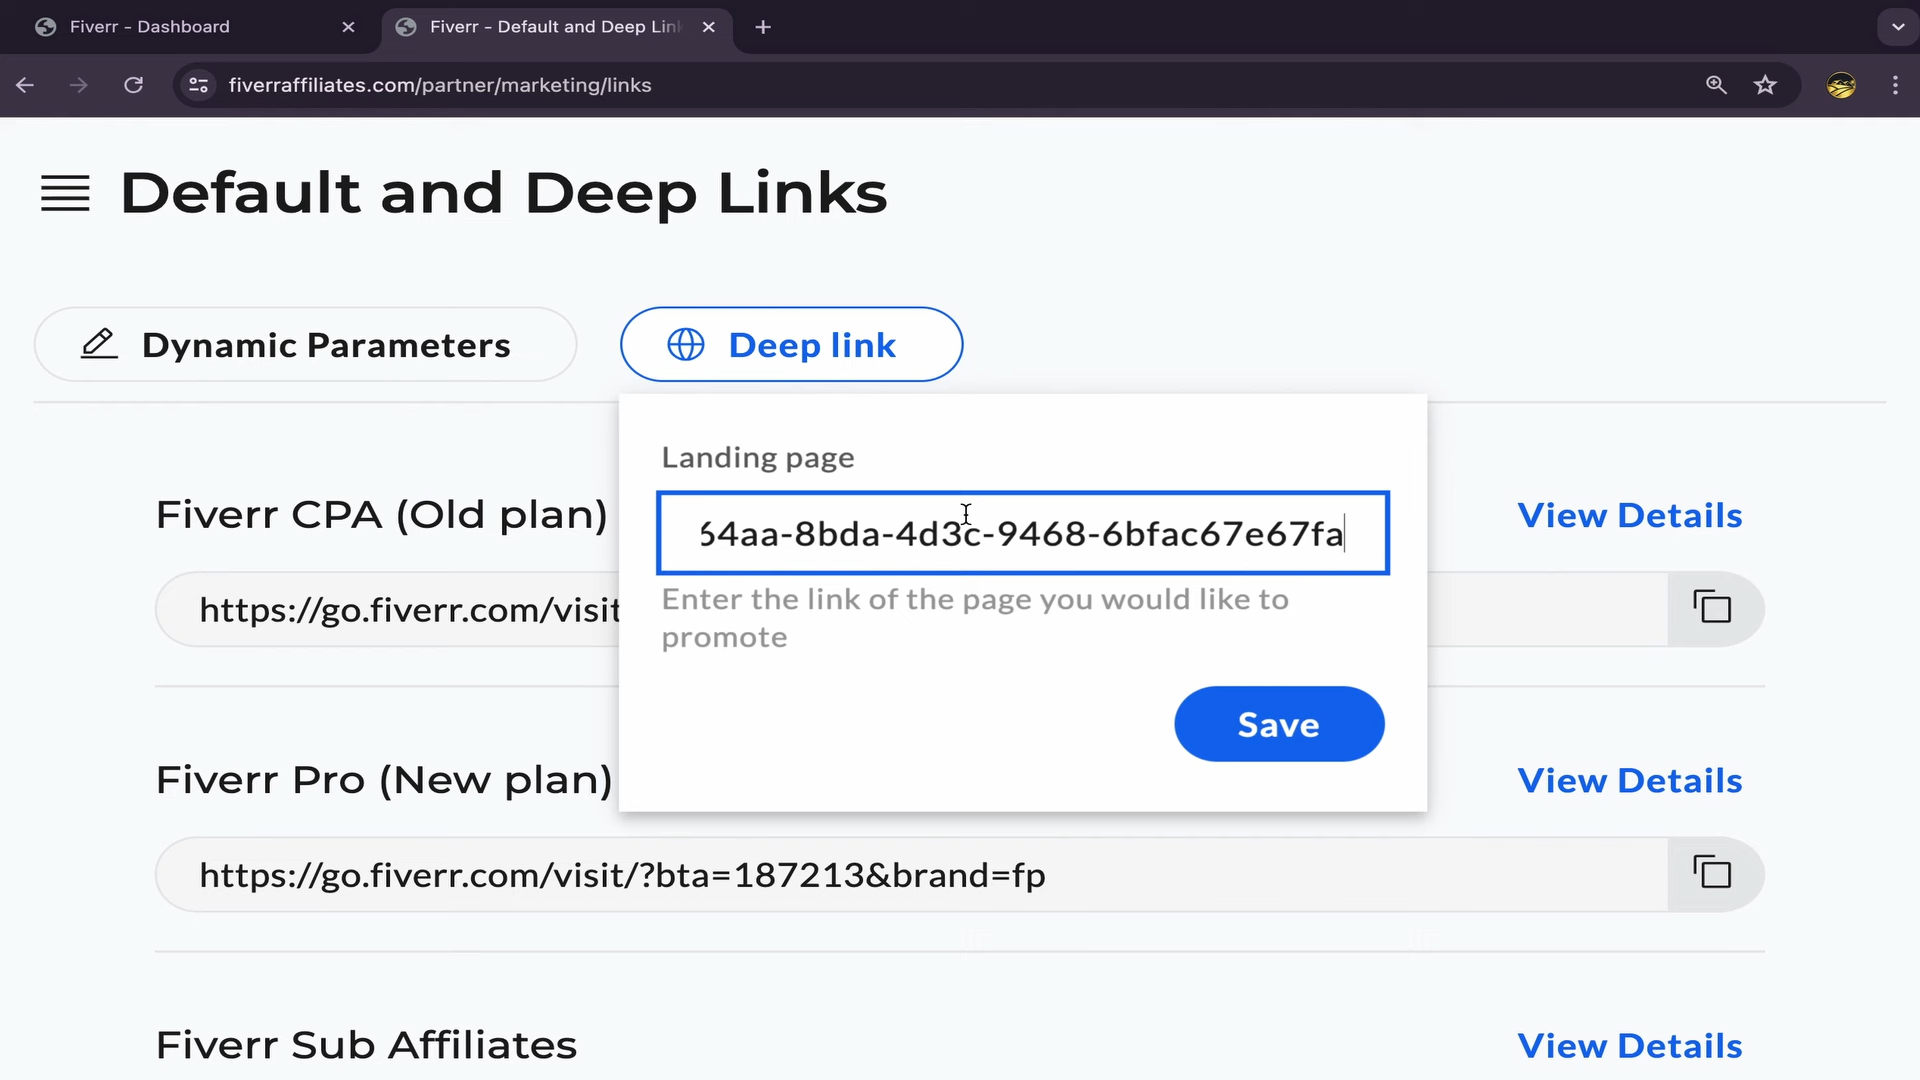 Fiverr - Dashboard
Fiverr - Default and Deep Lin
fiverraffiliates.com/partner/marketing/links
Default and Deep Links
Dynamic Parameters
Deep link
Landing page
64aa-8bda-4d3c-9468-6bfac67e67fa
Enter the link of the page you would like to
promote
Save
Fiverr CPA (Old plan)
View Details
https://go.fiverr.com/visit
Fiverr Pro (New plan)
View Details
https://go.fiverr.com/visit/?bta=187213&brand=fp
Fiverr Sub Affiliates
View Details